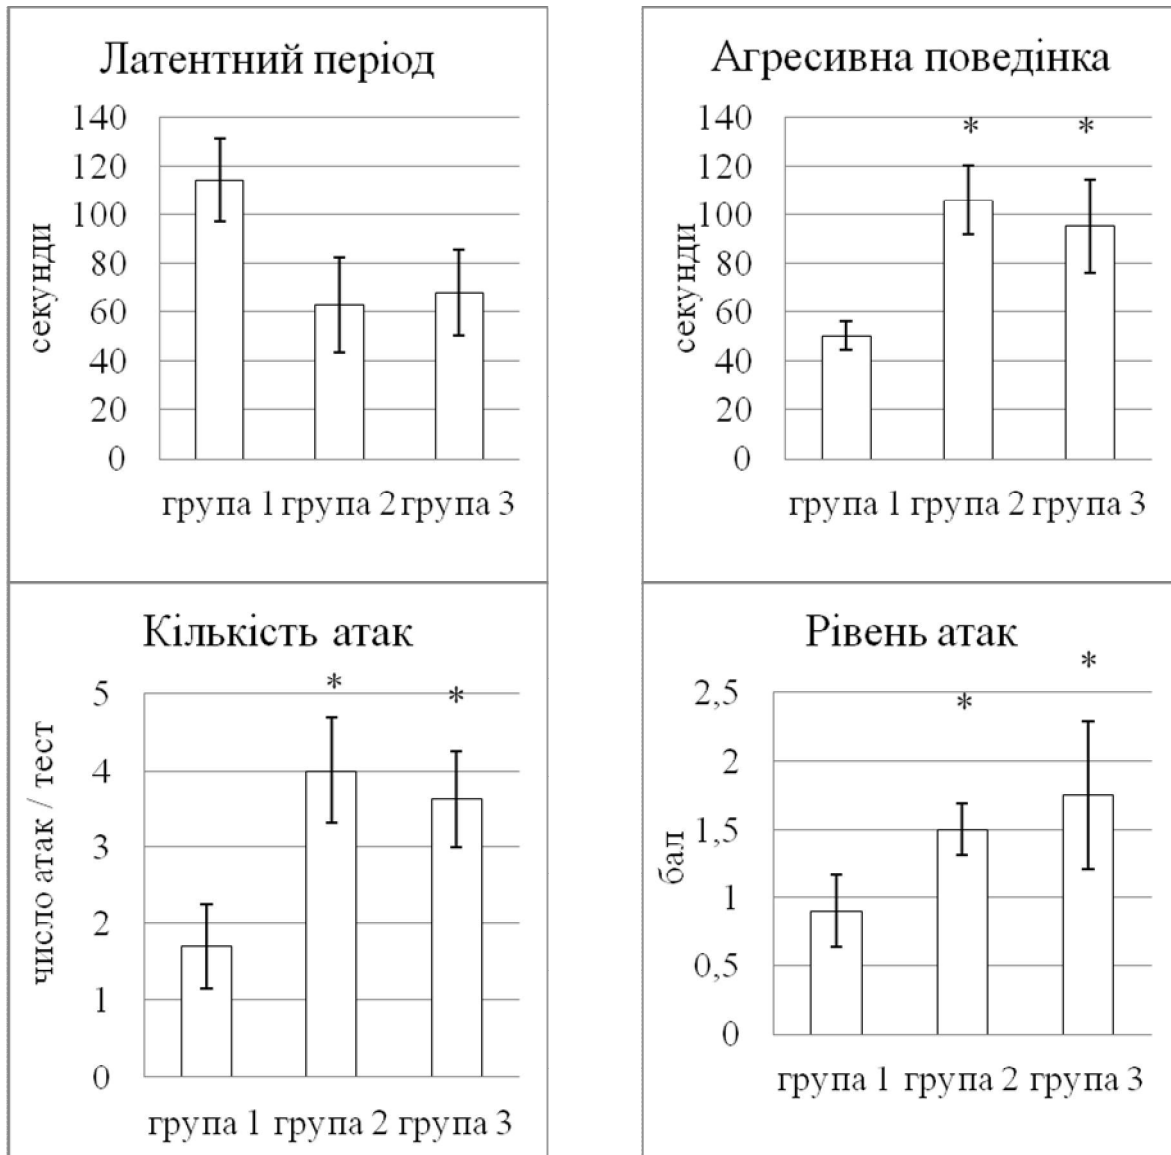 Латентний період
секунди
140
120
100
80
60
40
20
0
група 1 група 2 група 3
Агресивна поведінка
секунди
140
120
100
80
60
40
20
0
* *
група 1 група 2 група 3
Кількість атак
число атак / тест
5
4
3
2
1
0
* *
група 1 група 2 група 3
Рівень атак
бал
2,5
2
1,5
1
0,5
0
* *
група 1 група 2 група 3